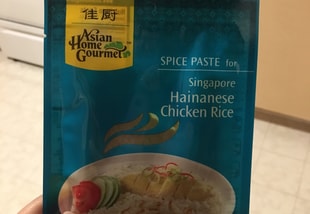 佳厨
Asian
Home
Gourmet
SPICE PASTE for
Singapore
Hainanese
Chicken Rice